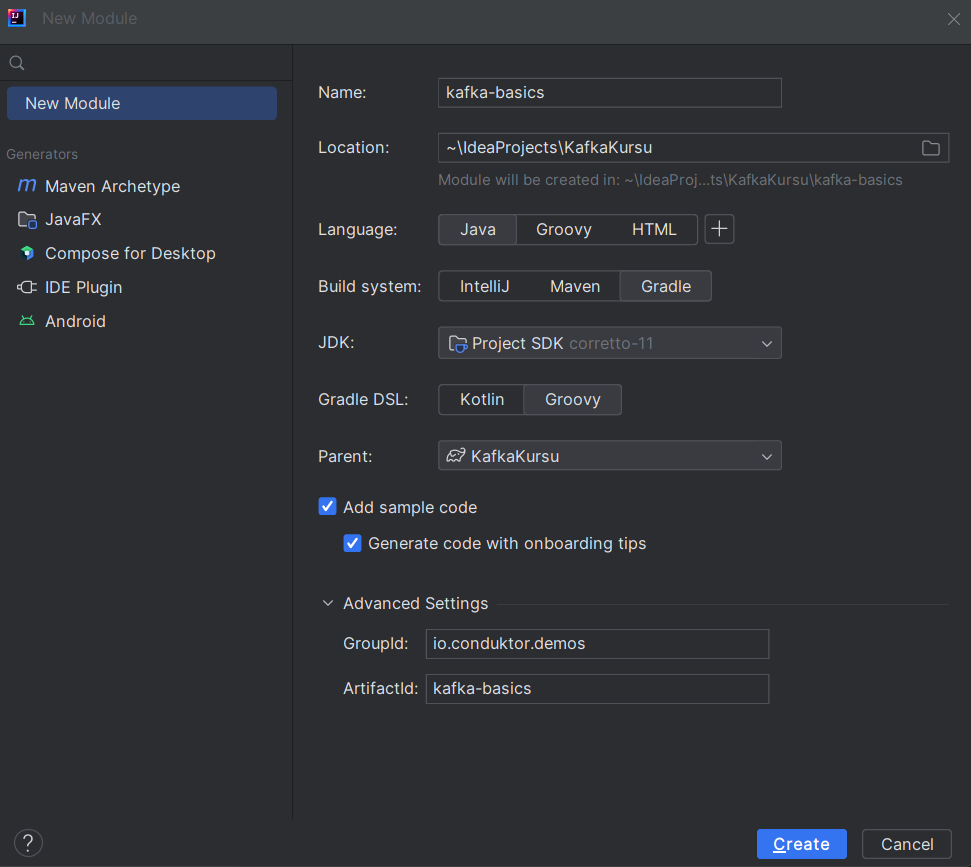 New Module
New Module
Generators
Maven Archetype
JavaFX
Compose for Desktop
IDE Plugin
Android
Name: kafka-basics
Location: ~\IdeaProjects\KafkaKursu
Module will be created in: ~\IdeaProj...ts\KafkaKursu\kafka-basics
Language: Java Groovy HTML
Build system: IntelliJ Maven Gradle
JDK: Project SDK corretto-11
Gradle DSL: Kotlin Groovy
Parent: KafkaKursu
Add sample code
Generate code with onboarding tips
Advanced Settings
GroupId: io.conduktor.demos
ArtifactId: kafka-basics
? Create Cancel